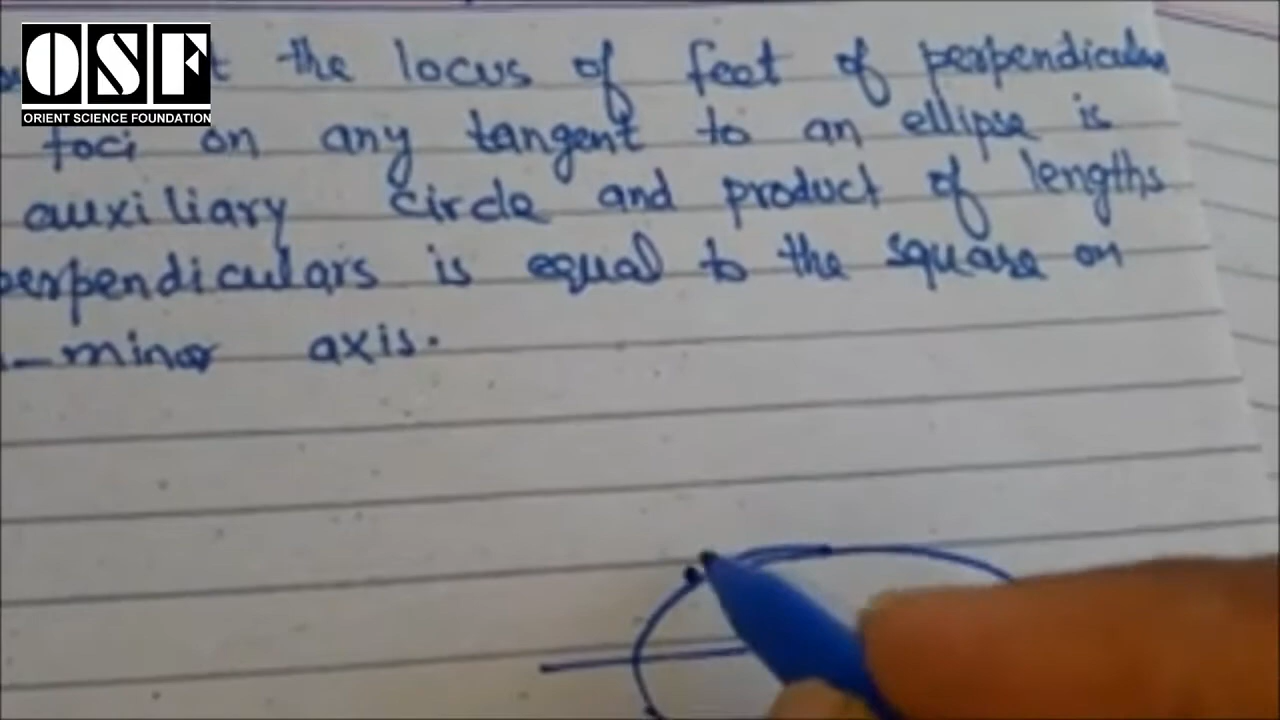 OSF
ORIENT SCIENCE FOUNDATION
the locus of feet of perpendicular
foci on any tangent to an ellipse is
auxiliary circle and product of lengths
perpendiculars is equal to the square on
minor axis.